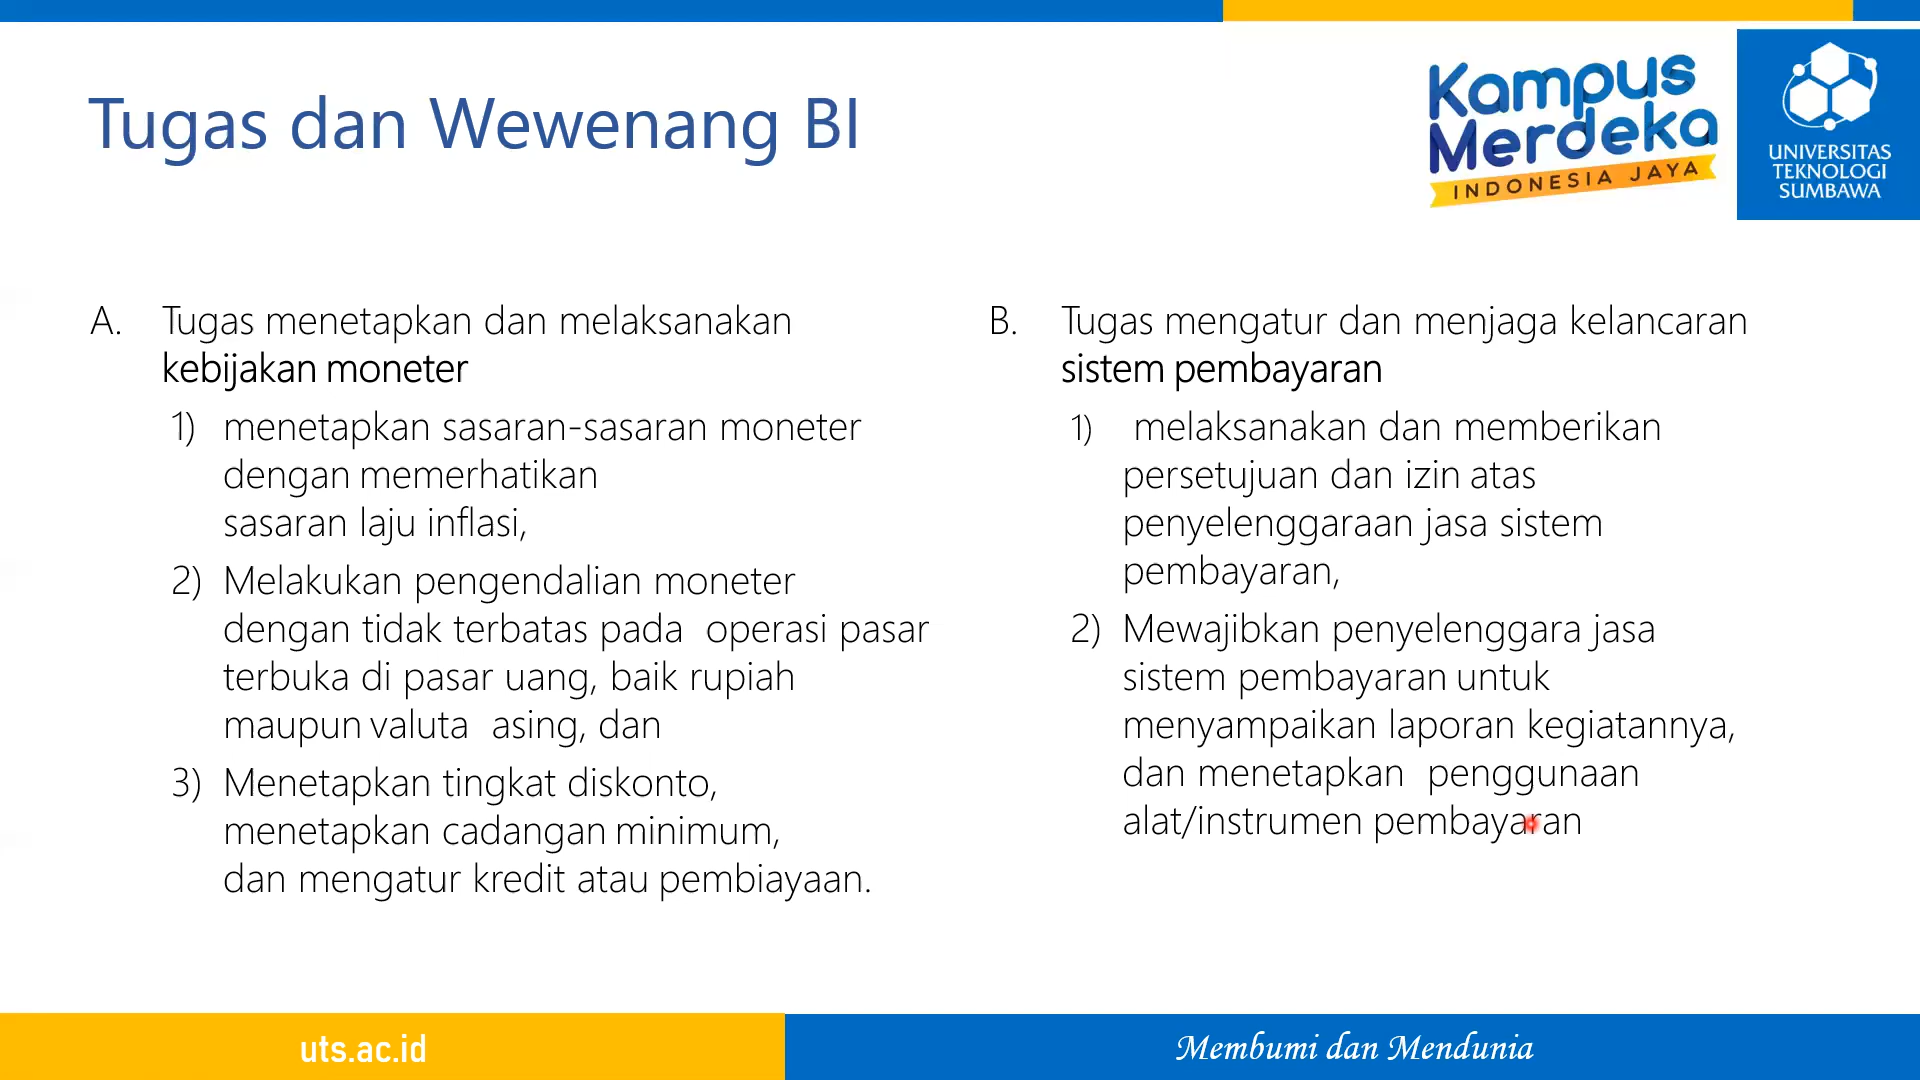 Tugas dan Wewenang BI
Kampus
Merdeka
INDONESIA JAYA
UNIVERSITAS
TEKNOLOGI
SUMBAWA
A. Tugas menetapkan dan melaksanakan
kebijakan moneter
1) menetapkan sasaran-sasaran moneter
dengan memerhatikan
sasaran laju inflasi,
2) Melakukan pengendalian moneter
dengan tidak terbatas pada operasi pasar
terbuka di pasar uang, baik rupiah
maupun valuta asing, dan
3) Menetapkan tingkat diskonto,
menetapkan cadangan minimum,
dan mengatur kredit atau pembiayaan.
B. Tugas mengatur dan menjaga kelancaran
sistem pembayaran
1) melaksanakan dan memberikan
persetujuan dan izin atas
penyelenggaraan jasa sistem
pembayaran,
2) Mewajibkan penyelenggara jasa
sistem pembayaran untuk
menyampaikan laporan kegiatannya,
dan menetapkan penggunaan
alat/instrumen pembayaran
uts.ac.id
Membumi dan Mendunia